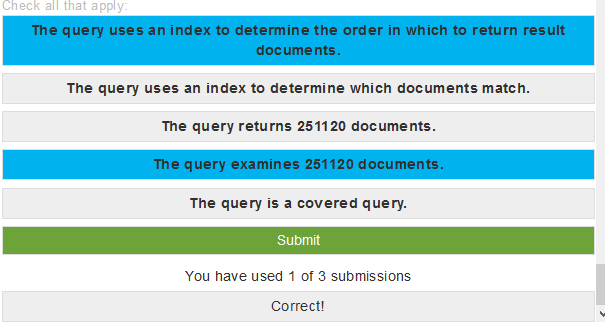 Check all that apply:
The query uses an index to determine the order in which to return result
documents.
The query uses an index to determine which documents match.
The query returns 251120 documents.
The query examines 251120 documents.
The query is a covered query.
Submit
You have used 1 of 3 submissions
Correct!